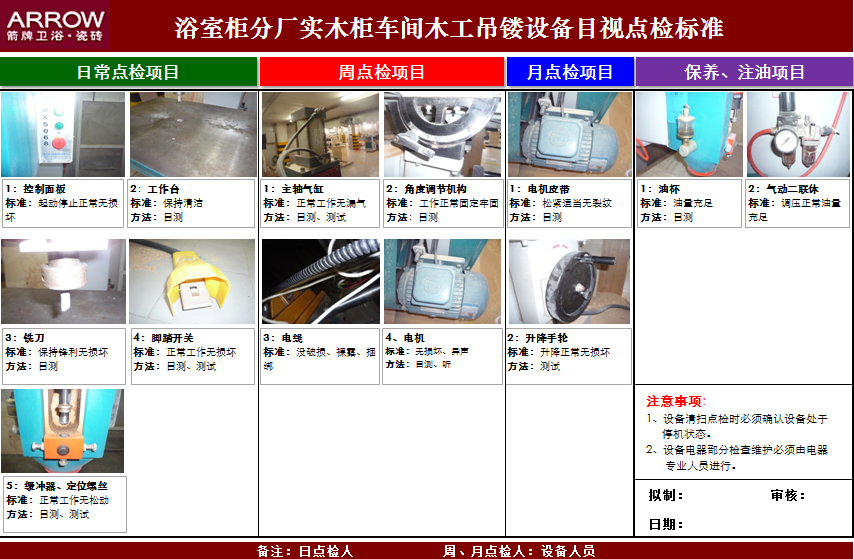 ARROW
箭牌卫浴·瓷砖
浴室柜分厂实木柜车间木工吊镂设备目视点检标准
日常点检项目
周点检项目
月点检项目
保养、注油项目
MX5068
1：控制面板
标准：起动停止正常无损
坏
2：工作台
标准：保持清洁
方法：目测
1：主轴气缸
标准：正常工作无漏气
方法：目测、测试
2：角度调节机构
标准：工作正常固定牢固
方法：目测
1：电机皮带
标准：松紧适当无裂纹
方法：目测
1：油杯
标准：油量充足
方法：目测
2：气动二联体
标准：调压正常油量
充足
3：铣刀
标准：保持锋利无损坏
方法：目测
4：脚踏开关
标准：正常工作无损坏
方法：目测、测试
3：电线
标准：没破损、裸露、捆
绑
4、电机
标准：无损坏、异声
方法：目测、听
2：升降手轮
标准：升降正常无损坏
方法：测试
5：缓冲器、定位螺丝
标准：正常工作无松动
方法：目测、测试
注意事项:
1、设备清扫点检时必须确认设备处于
停机状态。
2、设备电器部分检查维护必须由电器
专业人员进行。
拟制：
审核：
日期：
备注：日点检人
周、月点检人：设备人员